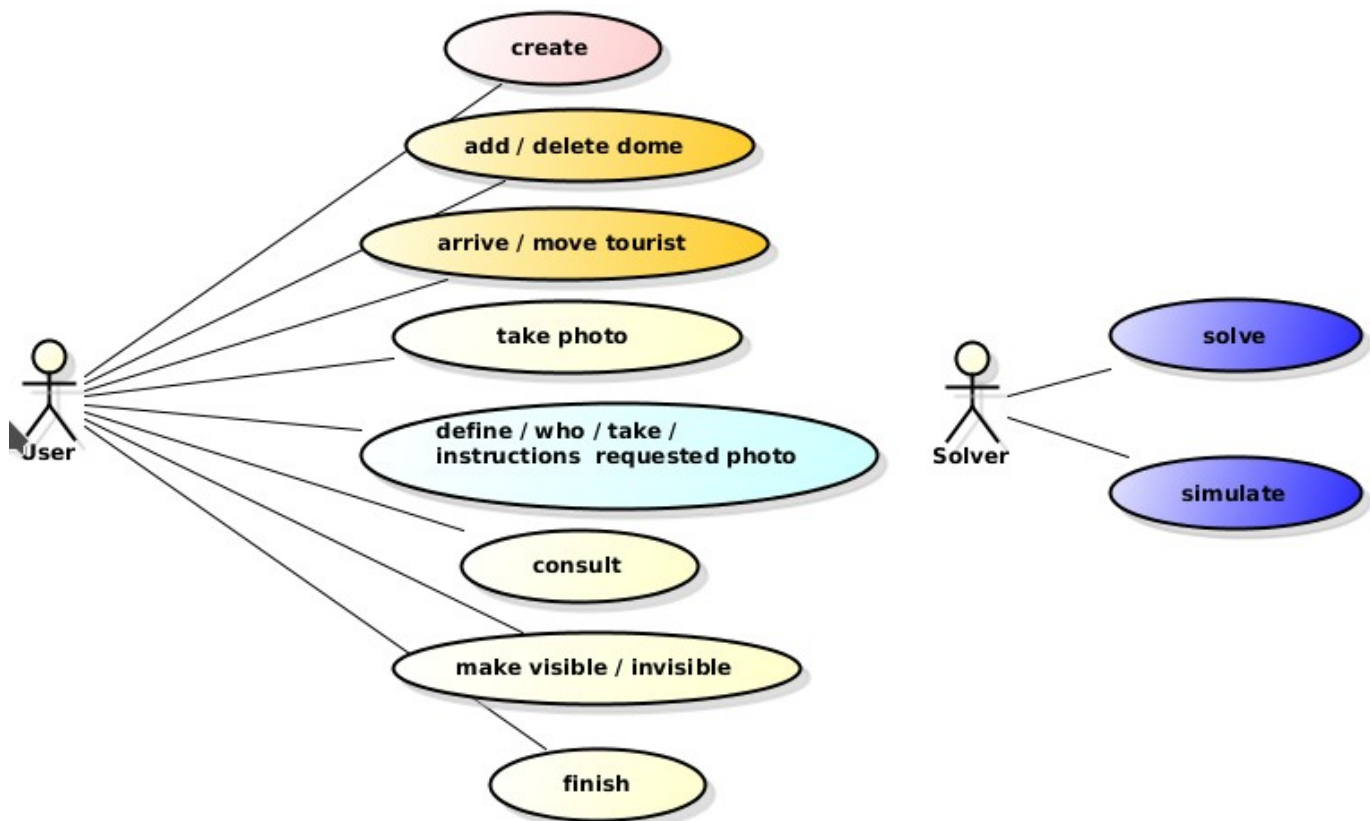 create
add / delete dome
arrive / move tourist
take photo
solve
User
define / who / take /
instructions  requested photo
Solver
simulate
consult
make visible / invisible
finish